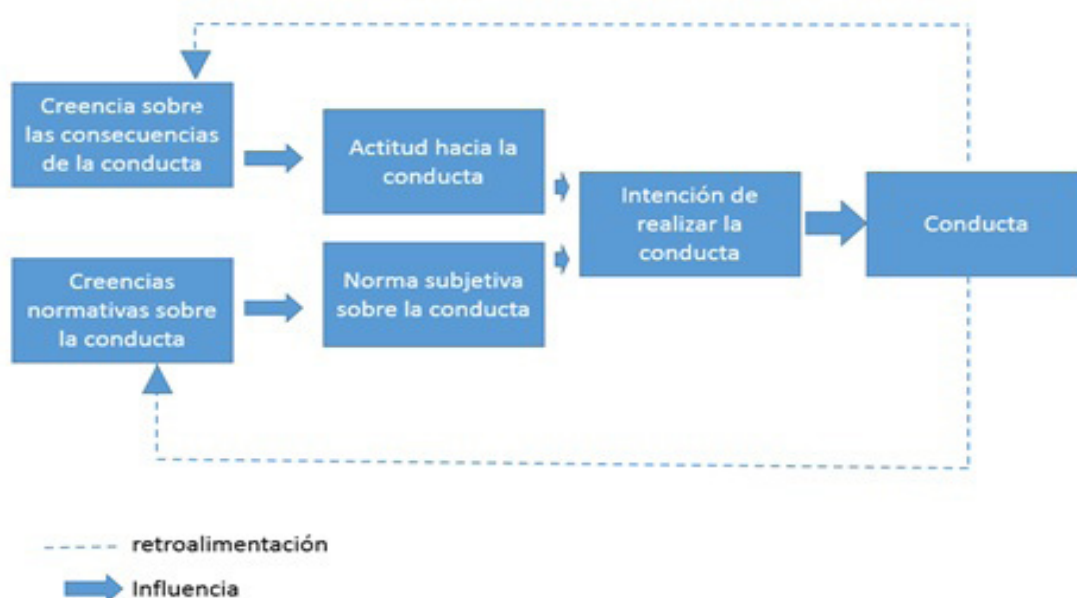 Creencia sobre
las consecuencias
de la conducta
Actitud hacia la
conducta
Creencias
normativas sobre
la conducta
Norma subjetiva
sobre la conducta
Intención de
realizar la
conducta
Conducta
retroalimentación
Influencia